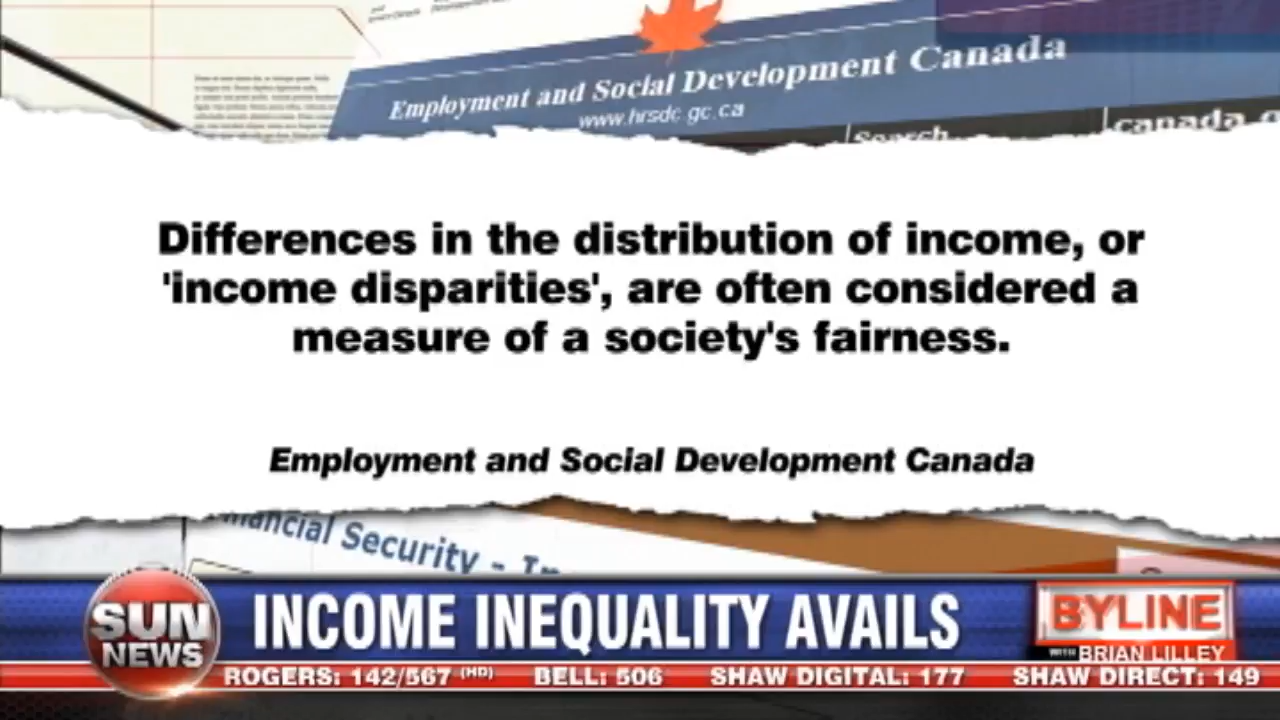 Employment and Social Development Canada
www.hrsdc.gc.ca
Search
canada
Differences in the distribution of income, or
'income disparities', are often considered a
measure of a society's fairness.
Employment and Social Development Canada
Financial Security -
SUN
NEWS
INCOME INEQUALITY AVAILS
BYLINE
WITH BRIAN LILLEY
ROGERS: 142/567 (HD) BELL: 506 SHAW DIGITAL: 177 SHAW DIRECT: 149